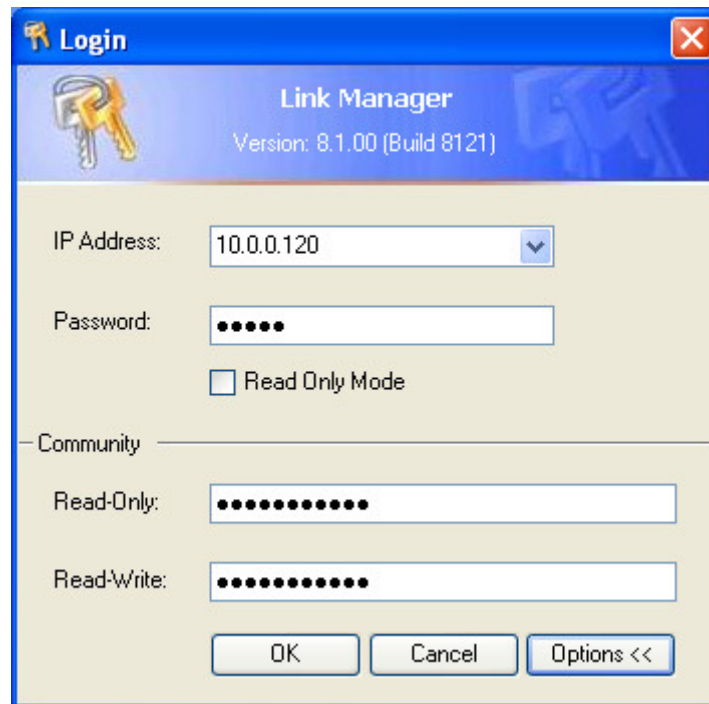 Login
Link Manager
Version: 8.1.00 (Build 8121)
IP Address: 10.0.0.120
Password: •••••
Read Only Mode
Community
Read-Only: •••••••••••
Read-Write: •••••••••••
OK Cancel Options <<